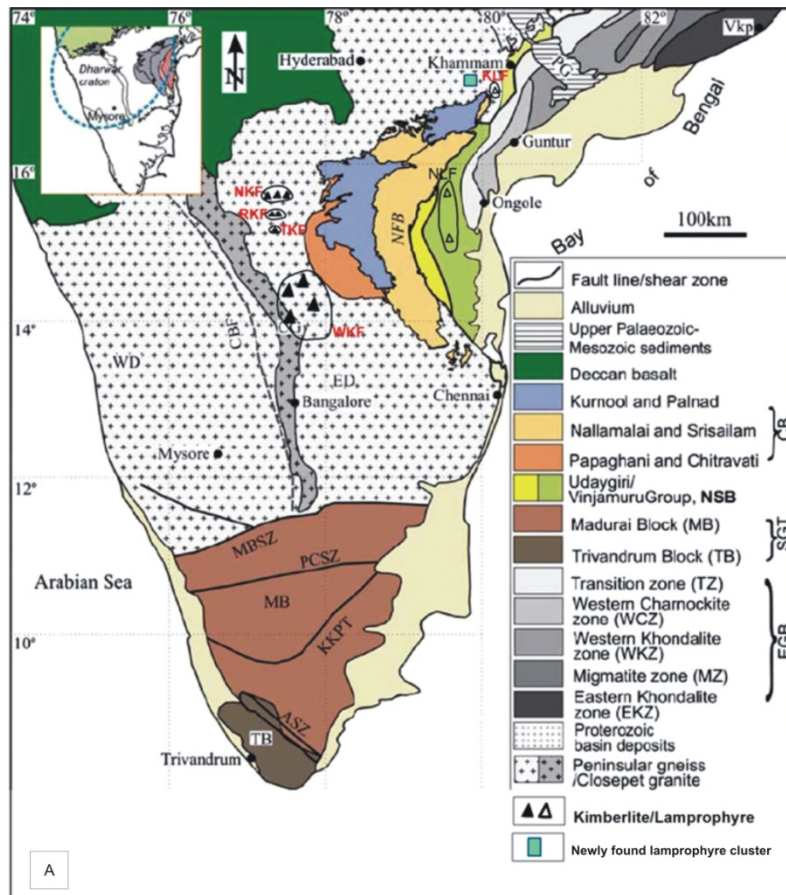 74°
76°
78°
80°
82°
Vkp
Dharwar
craton
Mysore
N
Hyderabad
Khammam
KLF
PG
Guntur
Bay of Bengal
16°
NKF
RKF
TKF
NFB
NLF
Ongole
100km
WKF
14°
CBF
CG
WD
ED
Bangalore
Chennai
Mysore
12°
MBSZ
PCSZ
Arabian Sea
MB
KKPT
10°
ASZ
TB
Trivandrum
A
Fault line/shear zone
Alluvium
Upper Palaeozoic-
Mesozoic sediments
Deccan basalt
Kurnool and Palnad
Nallamalai and Srisailam
CB
Papaghani and Chitravati
Udaygiri/
VinjamuruGroup, NSB
Madurai Block (MB)
SGT
Trivandrum Block (TB)
Transition zone (TZ)
Western Charnockite
zone (WCZ)
EGB
Western Khondalite
zone (WKZ)
Migmatite zone (MZ)
Eastern Khondalite
zone (EKZ)
Proterozoic
basin deposits
Peninsular gneiss
/Closepet granite
Kimberlite/Lamprophyre
Newly found lamprophyre cluster